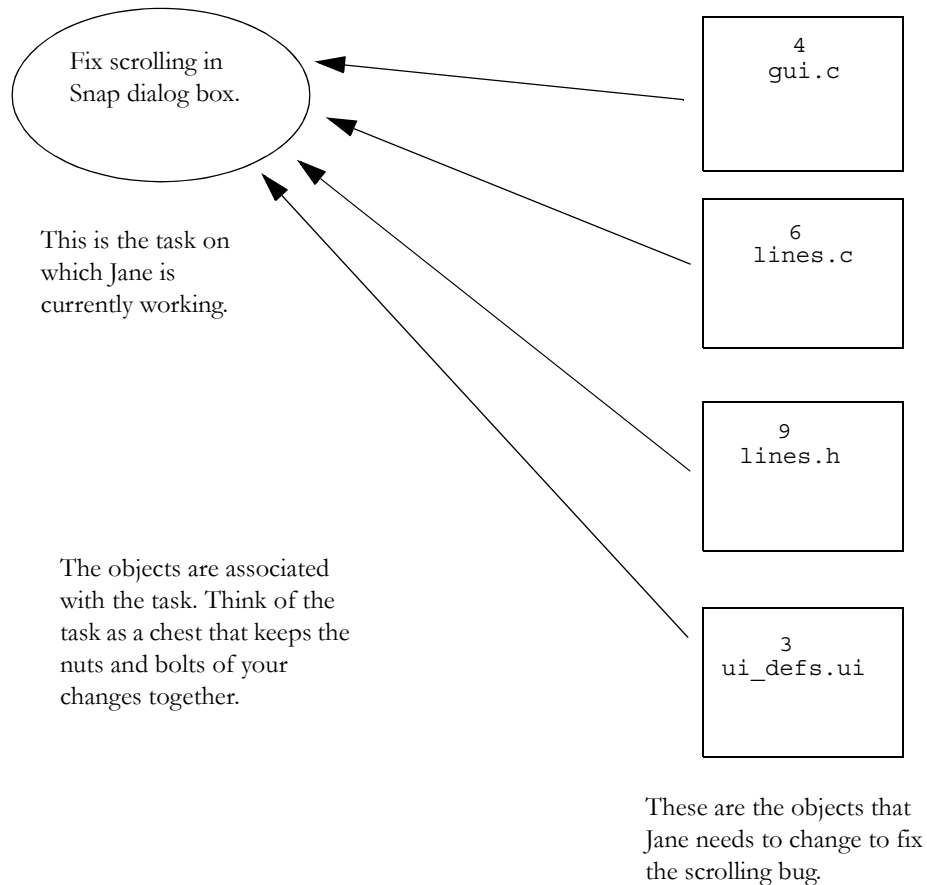 Fix scrolling in
Snap dialog box.
4
gui.c
6
lines.c
This is the task on
which Jane is
currently working.
9
lines.h
The objects are associated
with the task. Think of the
task as a chest that keeps the
nuts and bolts of your
changes together.
3
ui_defs.ui
These are the objects that
Jane needs to change to fix
the scrolling bug.